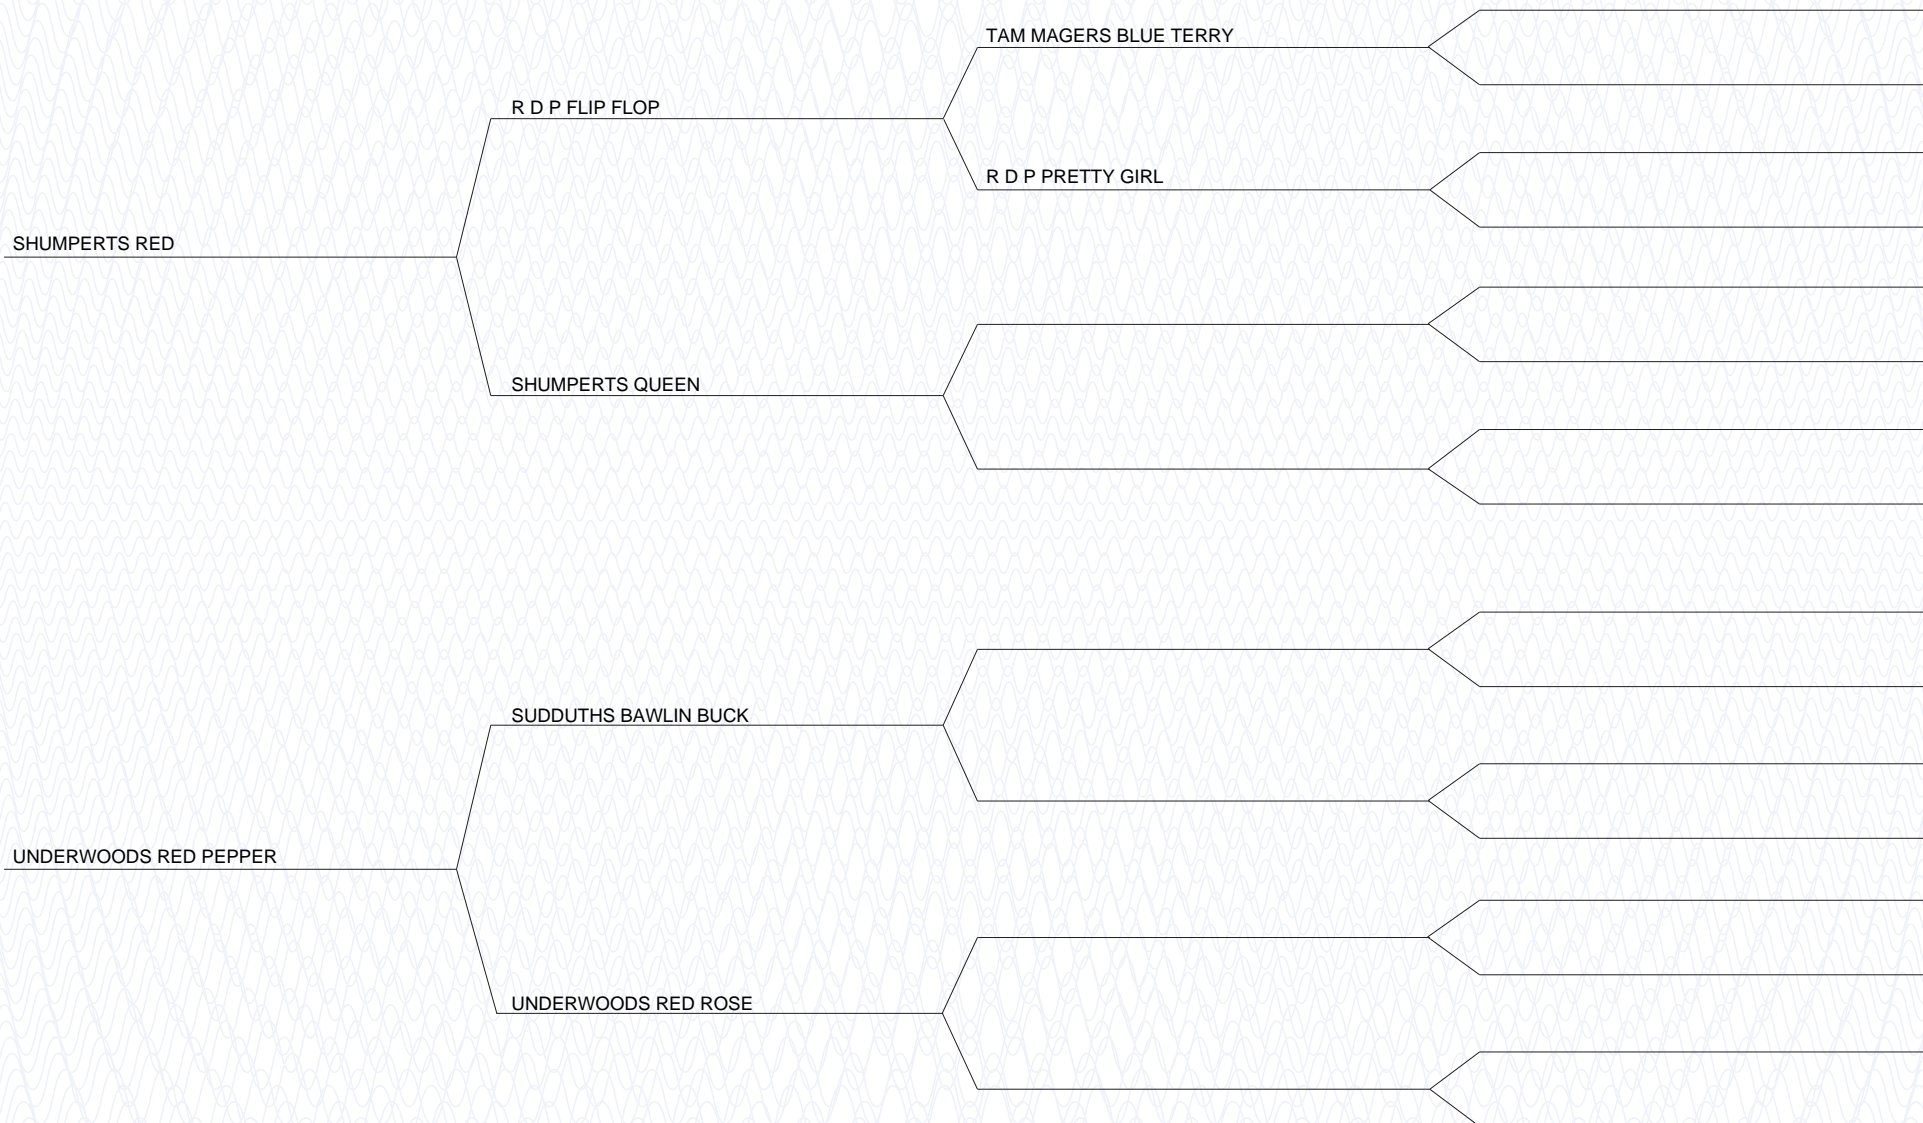 TAM MAGERS BLUE TERRY
R D P FLIP FLOP
R D P PRETTY GIRL
SHUMPERTS RED
SHUMPERTS QUEEN
SUDDUTHS BAWLIN BUCK
UNDERWOODS RED PEPPER
UNDERWOODS RED ROSE